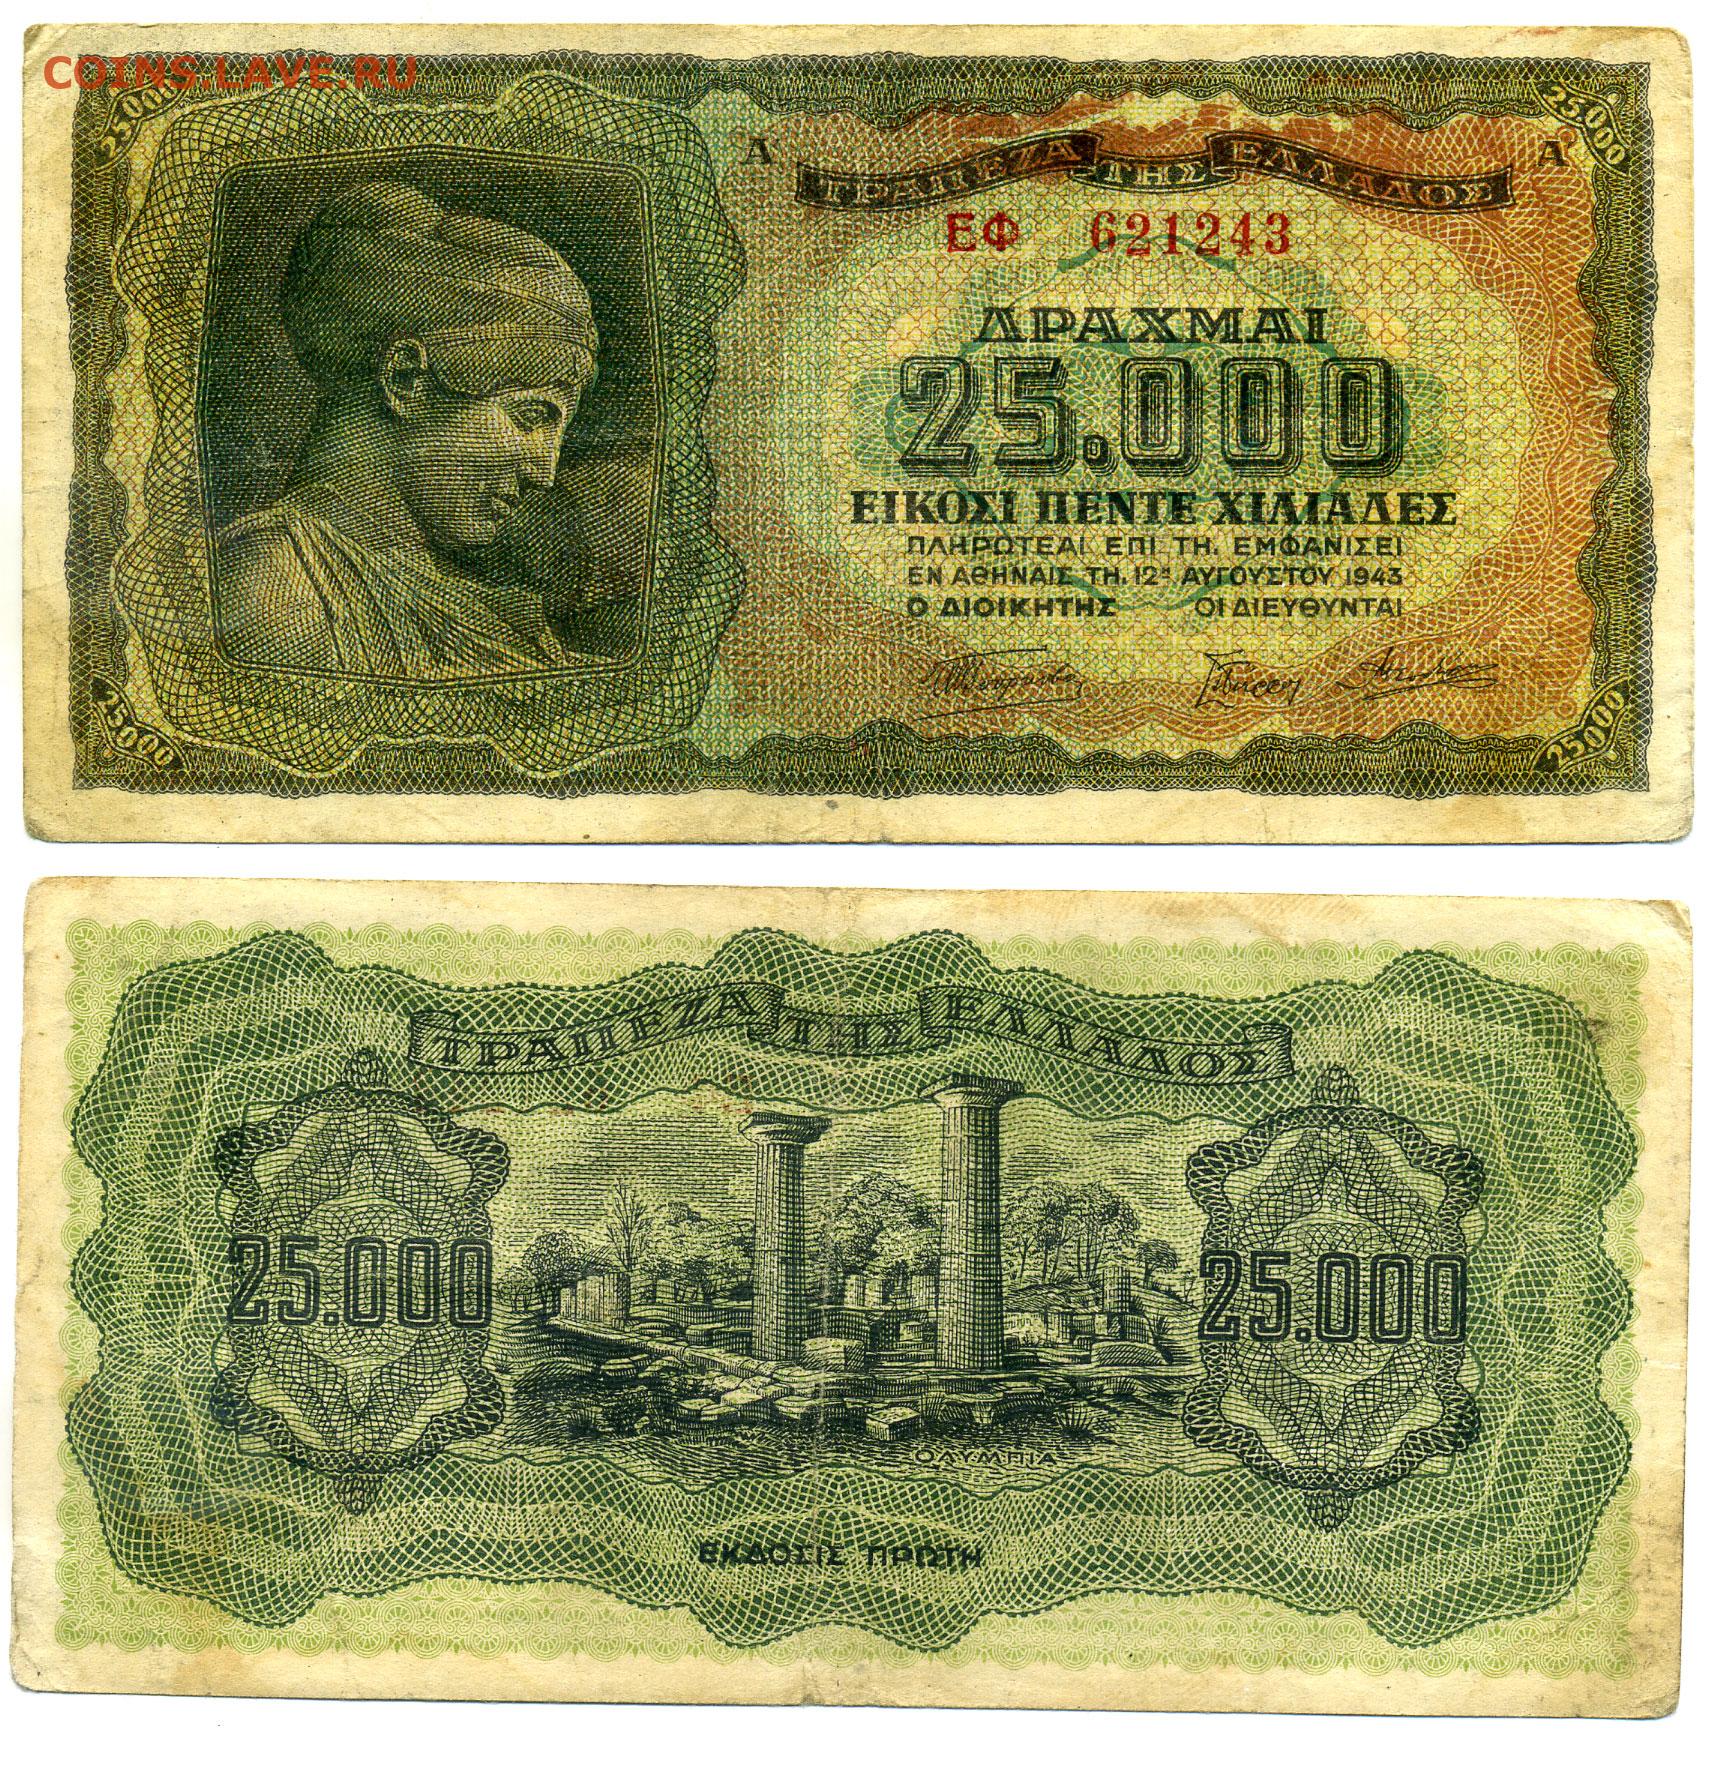 COINS.LAVE.RU
25000
25000
Α
Α
ΤΡΑΠΕΖΑ ΤΗΣ ΕΛΛΑΔΟΣ
ΕΦ 621243
ΔΡΑΧΜΑΙ
25.000
ΕΙΚΟΣΙ ΠΕΝΤΕ ΧΙΛΙΑΔΕΣ
ΠΛΗΡΩΤΕΑΙ ΕΠΙ ΤΗ, ΕΜΦΑΝΙΣΕΙ
ΕΝ ΑΘΗΝΑΙΣ ΤΗ, 12ῃ ΑΥΓΟΥΣΤΟΥ 1943
Ο ΔΙΟΙΚΗΤΗΣ ΟΙ ΔΙΕΥΘΥΝΤΑΙ
25000
25000
ΤΡΑΠΕΖΑ ΤΗΣ ΕΛΛΑΔΟΣ
25.000
25.000
ΟΛΥΜΠΙΑ
ΕΚΔΟΣΙΣ ΠΡΩΤΗ